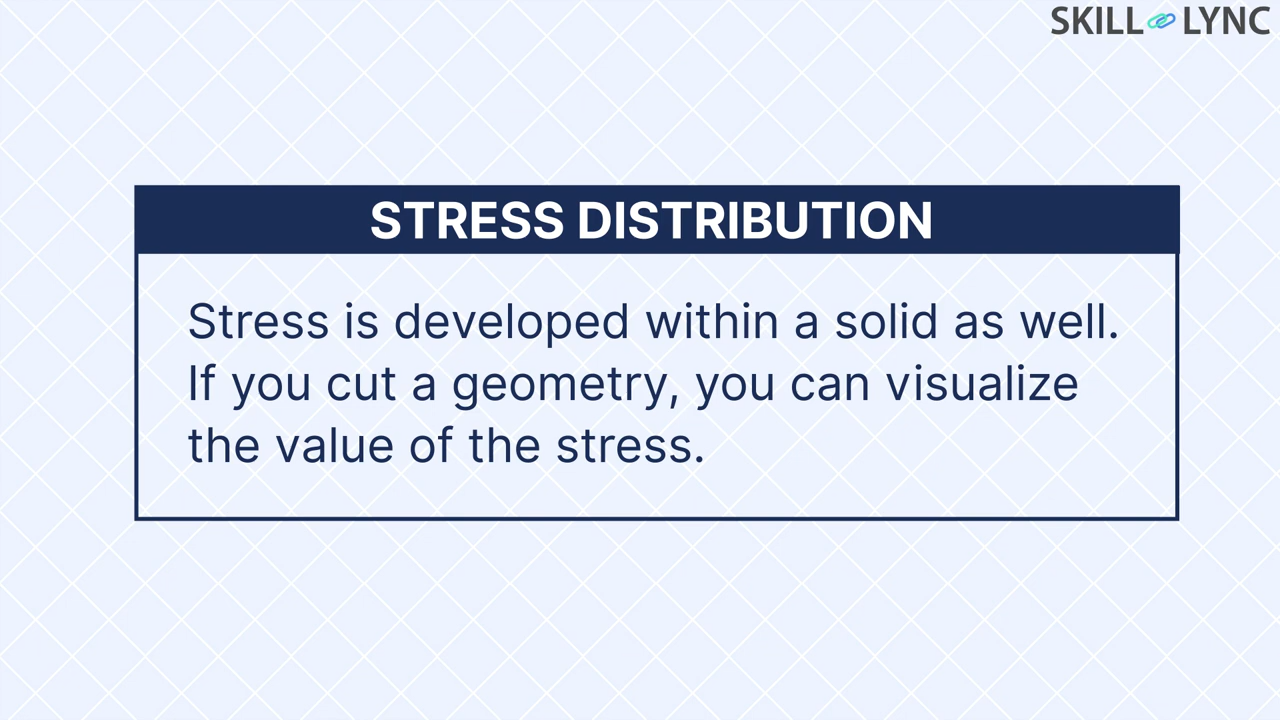 SKILL LYNC
STRESS DISTRIBUTION
Stress is developed within a solid as well.
If you cut a geometry, you can visualize
the value of the stress.